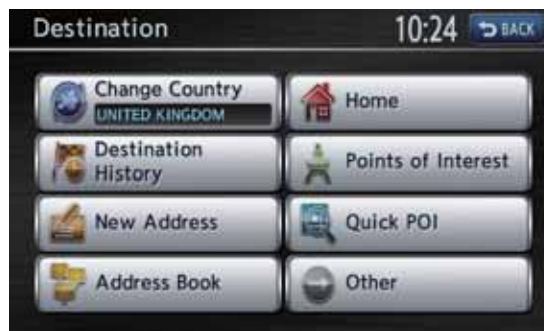 Destination
10:24
BACK
Change Country
UNITED KINGDOM
Home
Destination
History
Points of Interest
New Address
Quick POI
Address Book
Other